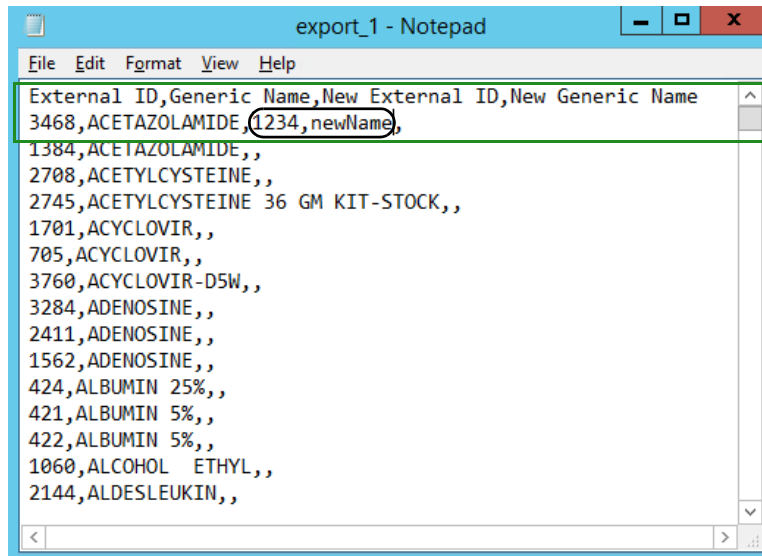 export_1 - Notepad
File Edit Format View Help
External ID,Generic Name,New External ID,New Generic Name
3468,ACETAZOLAMIDE,1234,newName,
1384,ACETAZOLAMIDE,,
2708,ACETYLCYSTEINE,,
2745,ACETYLCYSTEINE 36 GM KIT-STOCK,,
1701,ACYCLOVIR,,
705,ACYCLOVIR,,
3760,ACYCLOVIR-D5W,,
3284,ADENOSINE,,
2411,ADENOSINE,,
1562,ADENOSINE,,
424,ALBUMIN 25%,,
421,ALBUMIN 5%,,
422,ALBUMIN 5%,,
1060,ALCOHOL  ETHYL,,
2144,ALDESLEUKIN,,